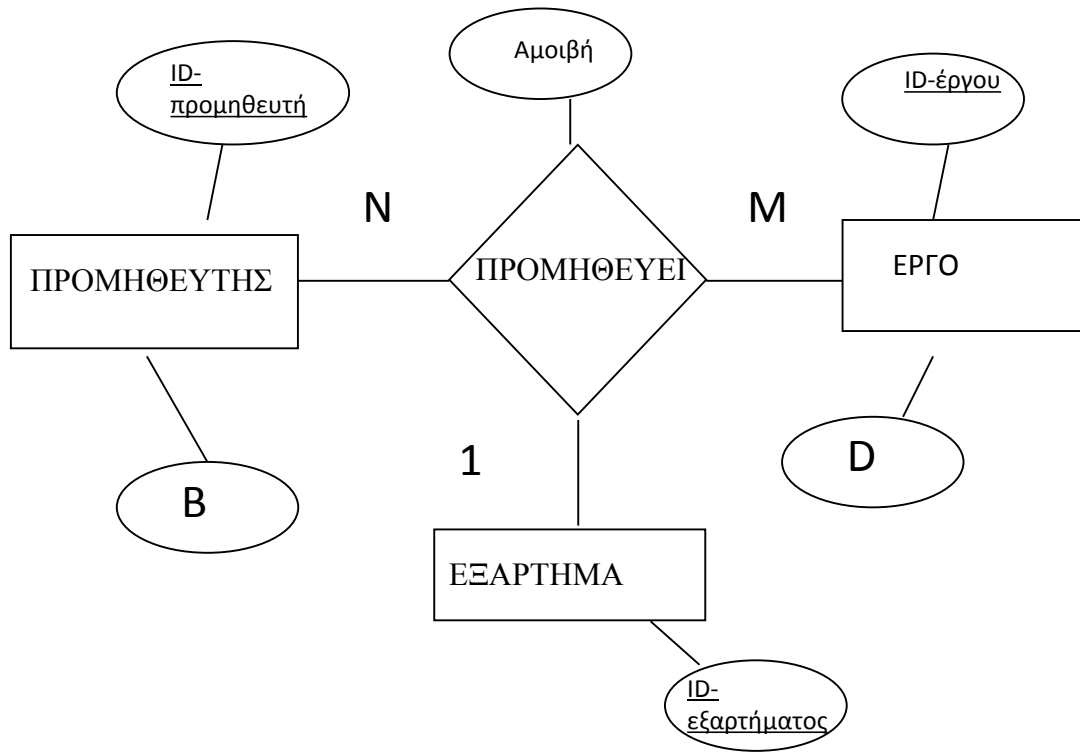 Αμοιβή
ID-
προμηθευτή
ID-έργου
N
M
ΠΡΟΜΗΘΕΥΤΗΣ
ΠΡΟΜΗΘΕΥΕΙ
ΕΡΓΟ
1
B
D
ΕΞΑΡΤΗΜΑ
ID-
εξαρτήματος